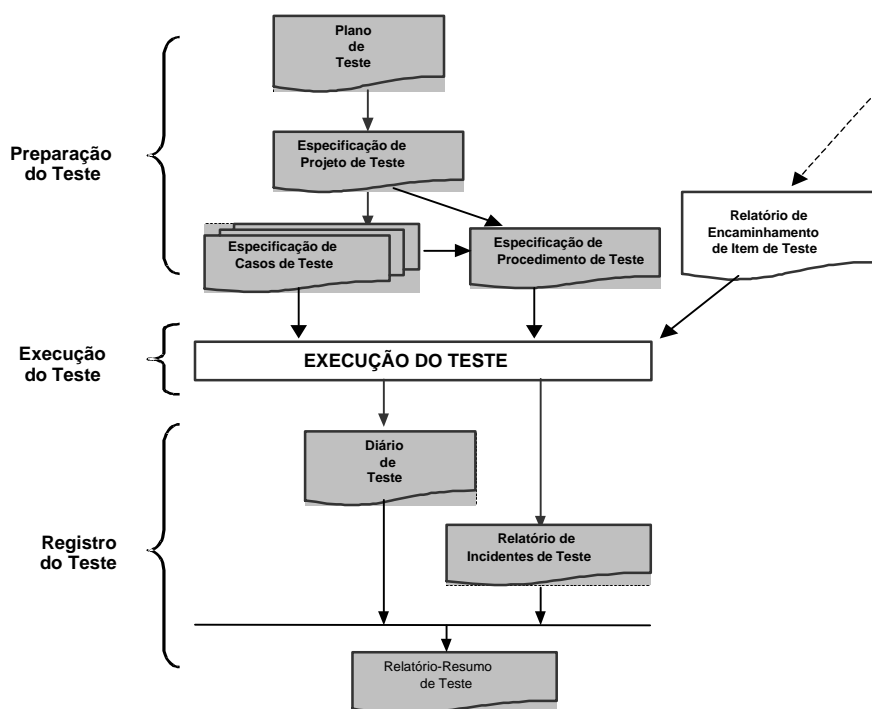 Plano
de
Teste
Especificação de
Projeto de Teste
Preparação
do Teste
Especificação de
Casos de Teste
Especificação de
Procedimento de Teste
Relatório de
Encaminhamento
de Item de Teste
Execução
do Teste
EXECUÇÃO DO TESTE
Diário
de
Teste
Registro
do Teste
Relatório de
Incidentes de Teste
Relatório-Resumo
de Teste